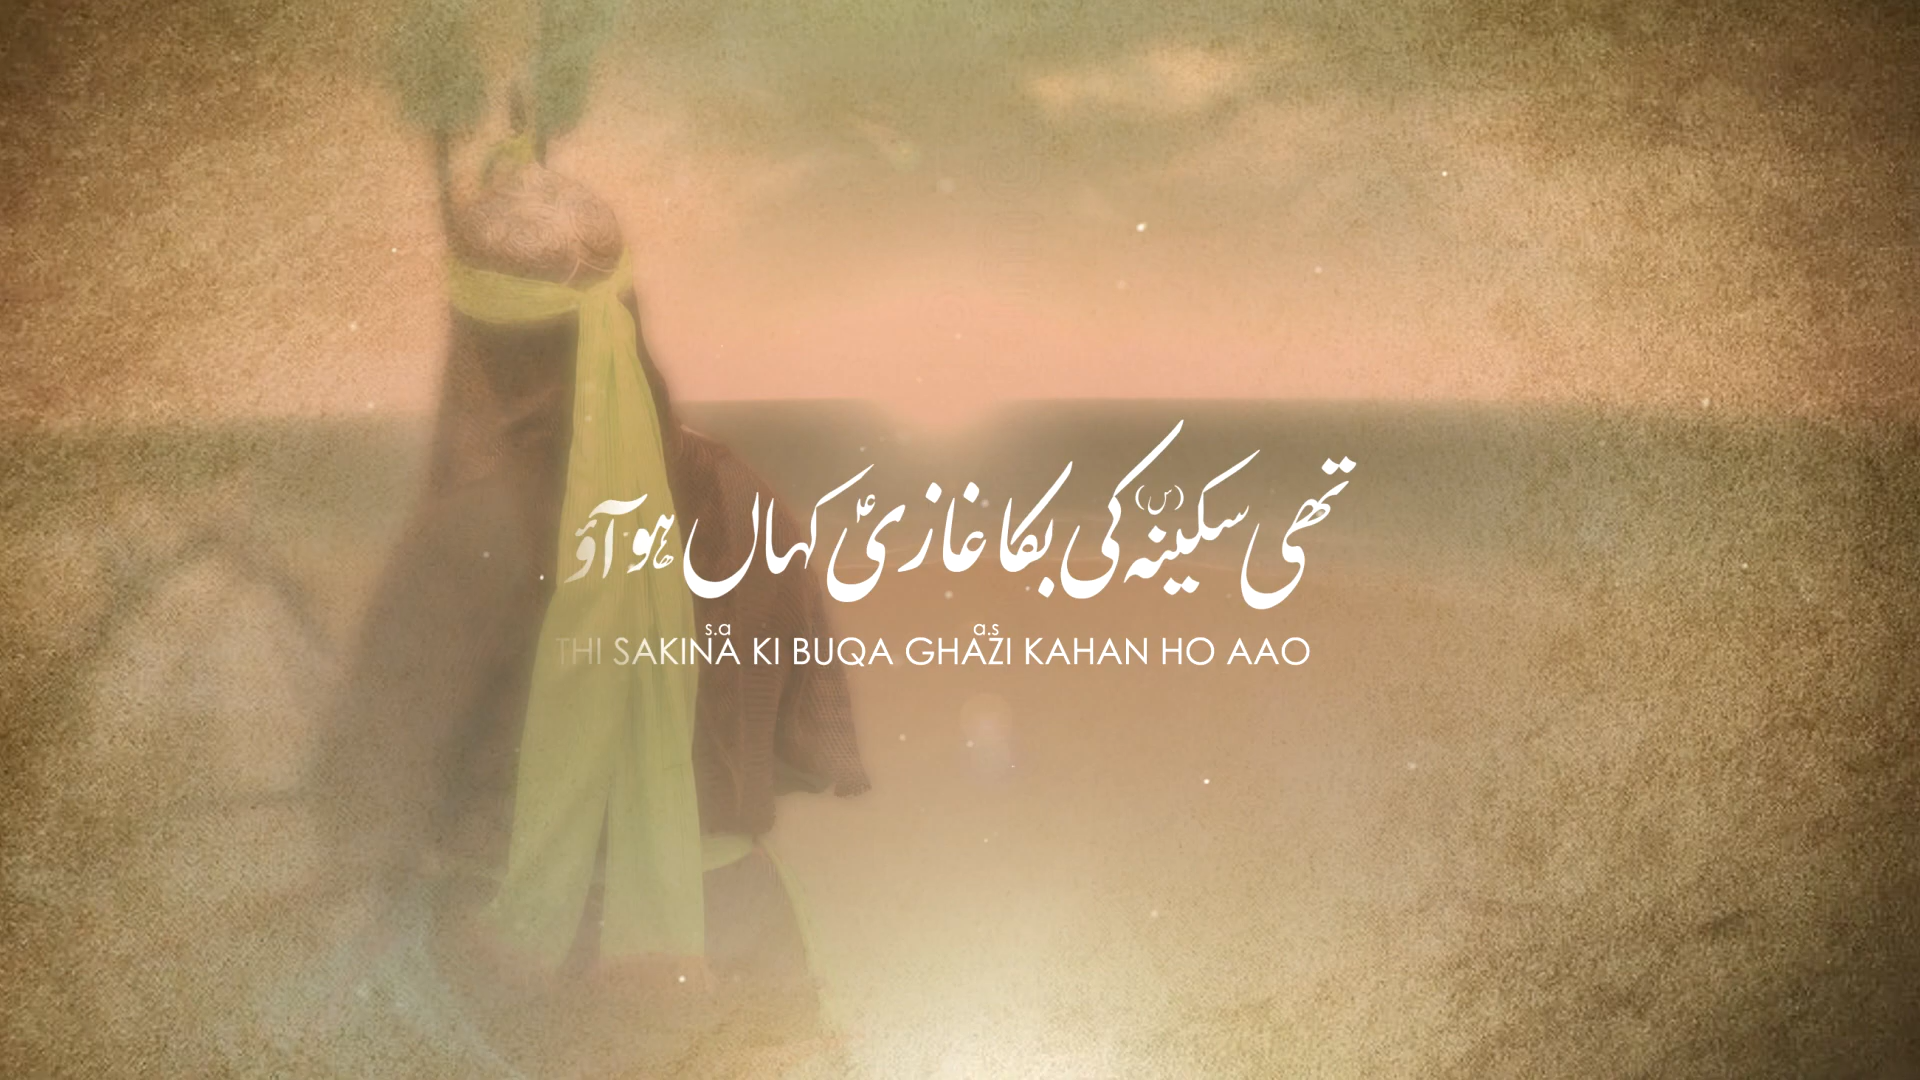 تھی سکینہ(س) کی بکا غازیؑ کہاں ہو آؤ
THI SAKINA s.a KI BUQA GHAZI a.s KAHAN HO AAO